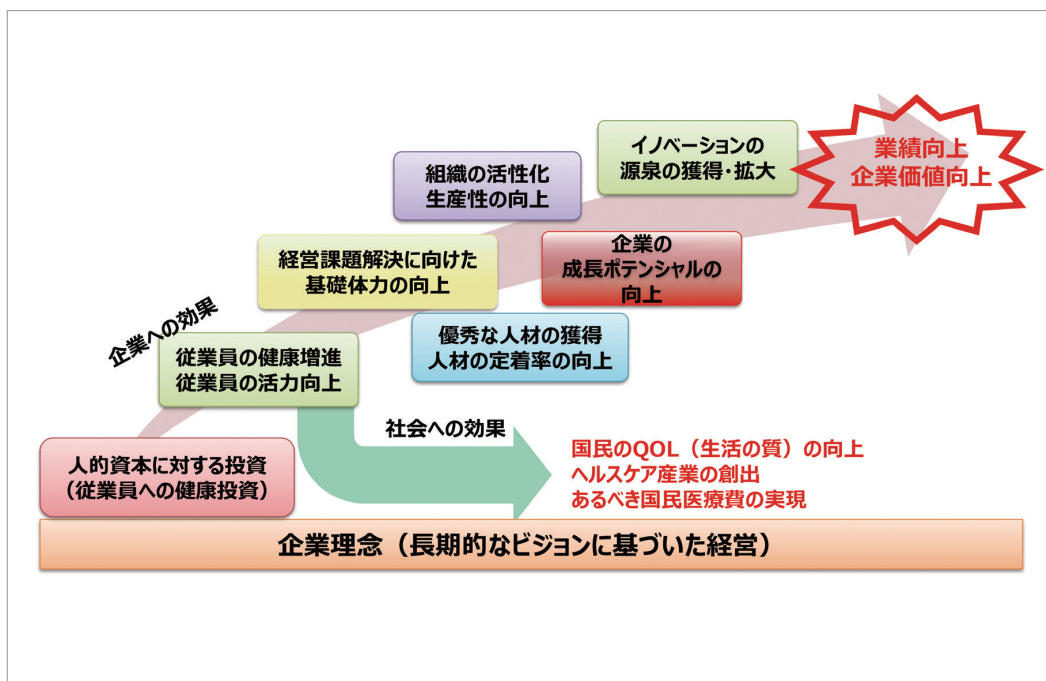 イノベーションの
源泉の獲得・拡大
業績向上
企業価値向上
組織の活性化
生産性の向上
経営課題解決に向けた
基礎体力の向上
企業の
成長ポテンシャルの
向上
企業への効果
従業員の健康増進
従業員の活力向上
優秀な人材の獲得
人材の定着率の向上
社会への効果
人的資本に対する投資
（従業員への健康投資）
国民のQOL（生活の質）の向上
ヘルスケア産業の創出
あるべき国民医療費の実現
企業理念（長期的なビジョンに基づいた経営）